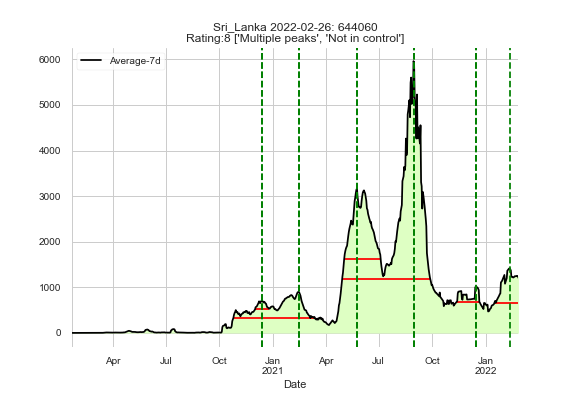 Sri_Lanka 2022-02-26: 644060
Rating:8 ['Multiple peaks', 'Not in control']
Average-7d
6000
5000
4000
3000
2000
1000
0
Apr Jul Oct Jan Apr Jul Oct Jan
2021 2022
Date